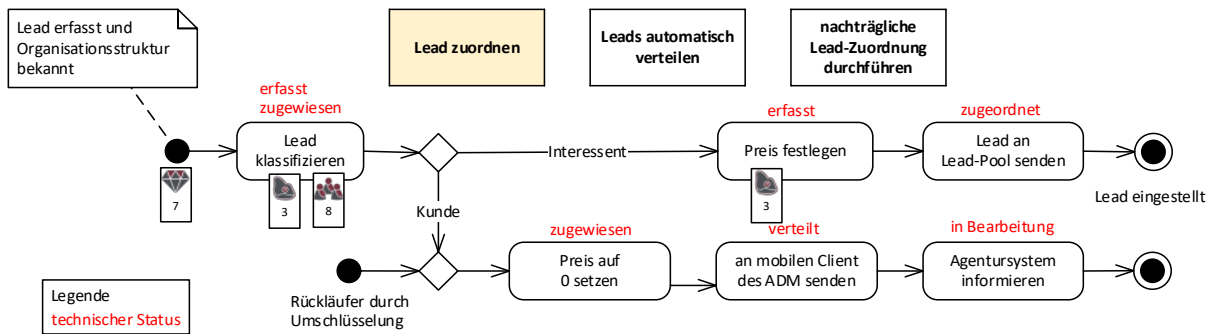 Lead erfasst und
Organisationsstruktur
bekannt
Lead zuordnen
Leads automatisch
verteilen
nachträgliche
Lead-Zuordnung
durchführen
erfasst
zugewiesen
Lead
klassifizieren
7
3
8
Interessent
erfasst
Preis festlegen
3
zugeordnet
Lead an
Lead-Pool senden
Lead eingestellt
Kunde
Rückläufer durch
Umschlüsselung
zugewiesen
Preis auf
0 setzen
verteilt
an mobilen Client
des ADM senden
in Bearbeitung
Agentursystem
informieren
Legende
technischer Status